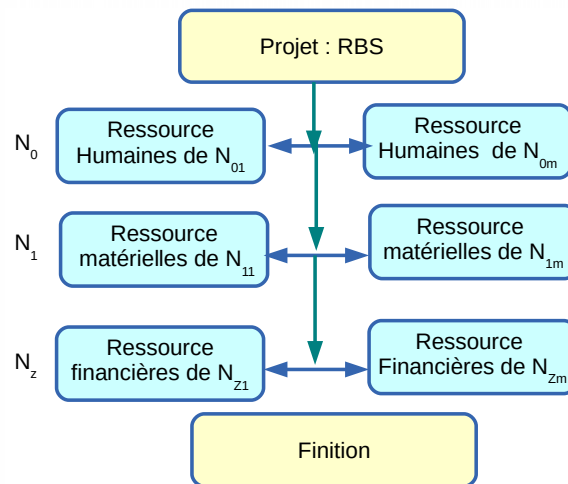 Projet : RBS
N0
Ressource
Humaines de N01
Ressource
Humaines de N0m
N1
Ressource
matérielles de N11
Ressource
matérielles de N1m
Nz
Ressource
financières de NZ1
Ressource
Financières de NZm
Finition